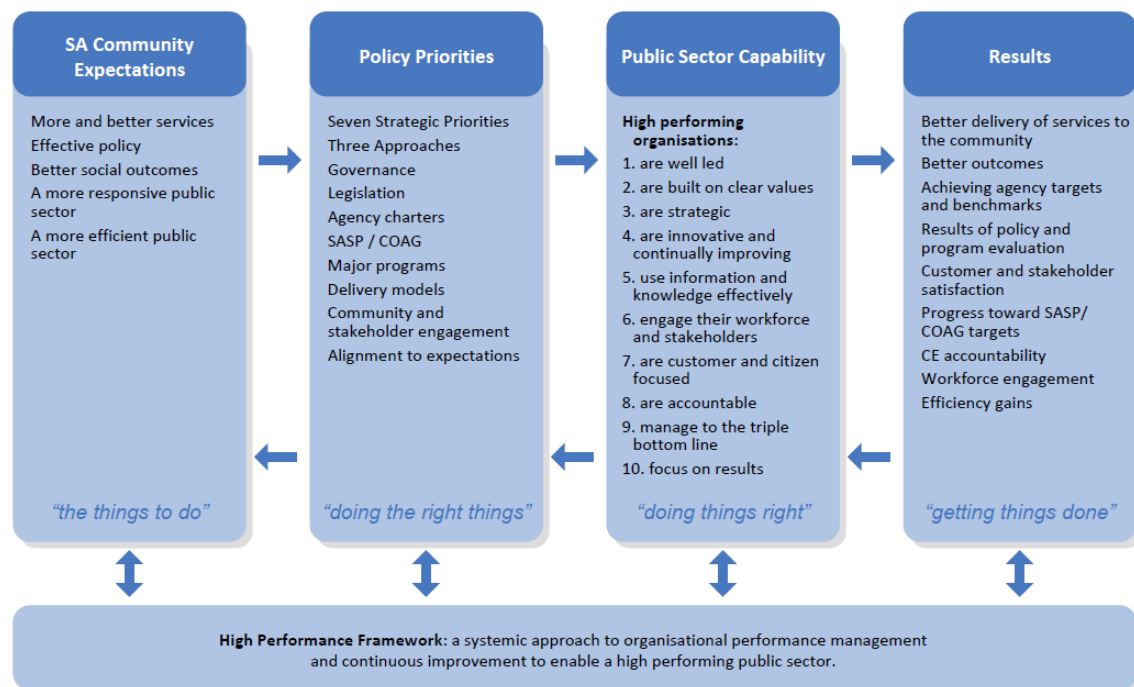 SA Community
Expectations
More and better services
Effective policy
Better social outcomes
A more responsive public
sector
A more efficient public
sector
"the things to do"
Policy Priorities
Seven Strategic Priorities
Three Approaches
Governance
Legislation
Agency charters
SASP / COAG
Major programs
Delivery models
Community and
stakeholder engagement
Alignment to expectations
"doing the right things"
Public Sector Capability
High performing
organisations:
1. are well led
2. are built on clear values
3. are strategic
4. are innovative and
continually improving
5. use information and
knowledge effectively
6. engage their workforce
and stakeholders
7. are customer and citizen
focused
8. are accountable
9. manage to the triple
bottom line
10. focus on results
"doing things right"
Results
Better delivery of services to
the community
Better outcomes
Achieving agency targets
and benchmarks
Results of policy and
program evaluation
Customer and stakeholder
satisfaction
Progress toward SASP/
COAG targets
CE accountability
Workforce engagement
Efficiency gains
"getting things done"
High Performance Framework: a systemic approach to organisational performance management
and continuous improvement to enable a high performing public sector.